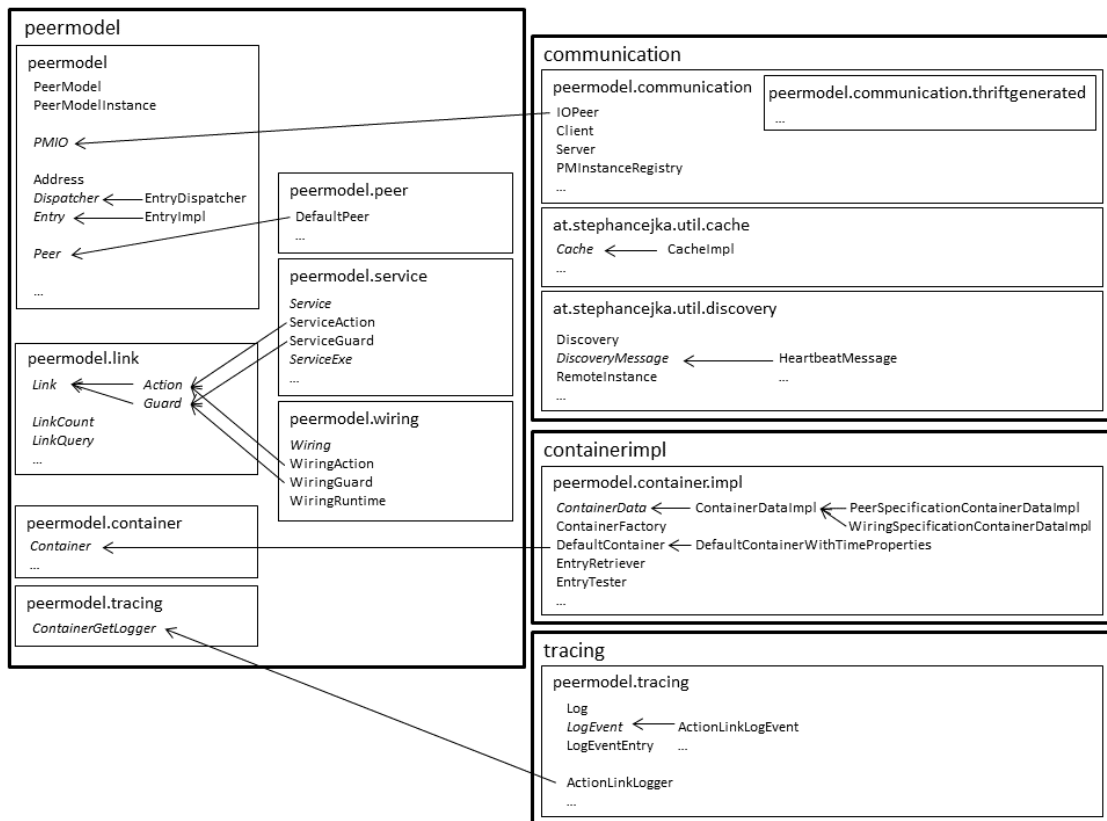 peermodel
peermodel
PeerModel
PeerModelInstance
PMIO
Address
Dispatcher EntryDispatcher
Entry EntryImpl
Peer
...
peermodel.peer
DefaultPeer
...
peermodel.service
Service
ServiceAction
ServiceGuard
ServiceExe
...
peermodel.link
Link Action
Guard
LinkCount
LinkQuery
...
peermodel.wiring
Wiring
WiringAction
WiringGuard
WiringRuntime
peermodel.container
Container
...
peermodel.tracing
ContainerGetLogger
communication
peermodel.communication
IOPeer
Client
Server
PMInstanceRegistry
...
peermodel.communication.thriftgenerated
...
at.stephancejka.util.cache
Cache CacheImpl
...
at.stephancejka.util.discovery
Discovery
DiscoveryMessage HeartbeatMessage
RemoteInstance ...
...
containerimpl
peermodel.container.impl
ContainerData ContainerDataImpl PeerSpecificationContainerDataImpl
ContainerFactory WiringSpecificationContainerDataImpl
DefaultContainer DefaultContainerWithTimeProperties
EntryRetriever
EntryTester
...
tracing
peermodel.tracing
Log
LogEvent ActionLinkLogEvent
LogEventEntry ...
ActionLinkLogger
...